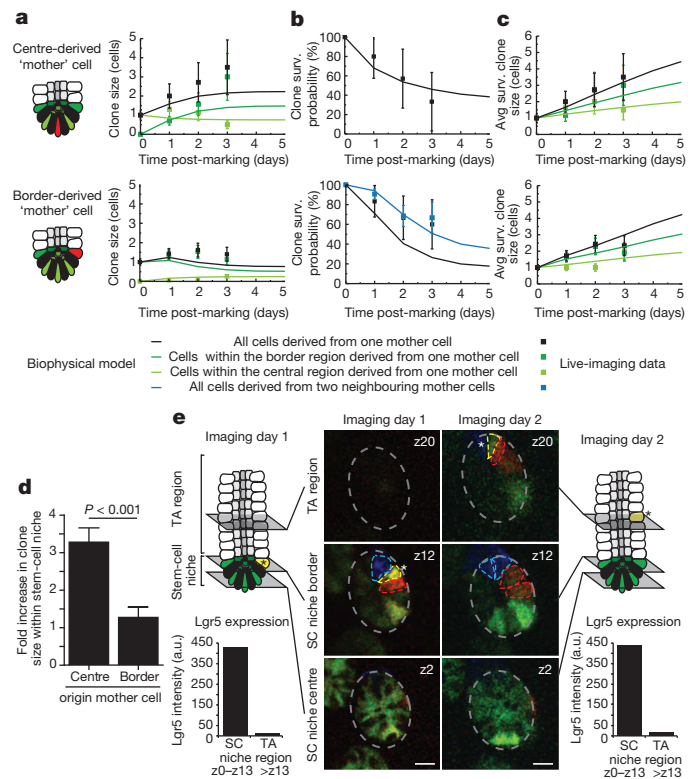 a
b
c
Centre-derived
'mother' cell
Clone size (cells)
5
4
3
2
1
0
0 1 2 3 4 5
Time post-marking (days)
Clone surv.
probability (%)
100
80
60
40
20
0
0 1 2 3 4 5
Time post-marking (days)
Avg surv. clone
size (cells)
6
5
4
3
2
1
0
0 1 2 3 4 5
Time post-marking (days)
Border-derived
'mother' cell
Clone size (cells)
5
4
3
2
1
0
0 1 2 3 4 5
Time post-marking (days)
Clone surv.
probability (%)
100
80
60
40
20
0
0 1 2 3 4 5
Time post-marking (days)
Avg surv. clone
size (cells)
6
5
4
3
2
1
0
0 1 2 3 4 5
Time post-marking (days)
Biophysical model
All cells derived from one mother cell
Cells within the border region derived from one mother cell
Cells within the central region derived from one mother cell
All cells derived from two neighbouring mother cells
Live-imaging
data
d
Fold increase in clone
size within stem-cell niche
4
3
2
1
0
P < 0.001
Centre Border
origin mother cell
e
Imaging day 1
Imaging day 1
Imaging day 2
Imaging day 2
TA region
Stem-cell
niche
TA region
SC niche border
SC niche centre
z20
*
z20
z12
*
z12
z2
z2
*
*
Lgr5 expression
Lgr5 intensity (a.u.)
450
350
250
150
50
0
SC TA
niche region
z0–z13 >z13
Lgr5 expression
Lgr5 intensity (a.u.)
450
350
250
150
50
0
SC TA
niche region
z0–z13 >z13